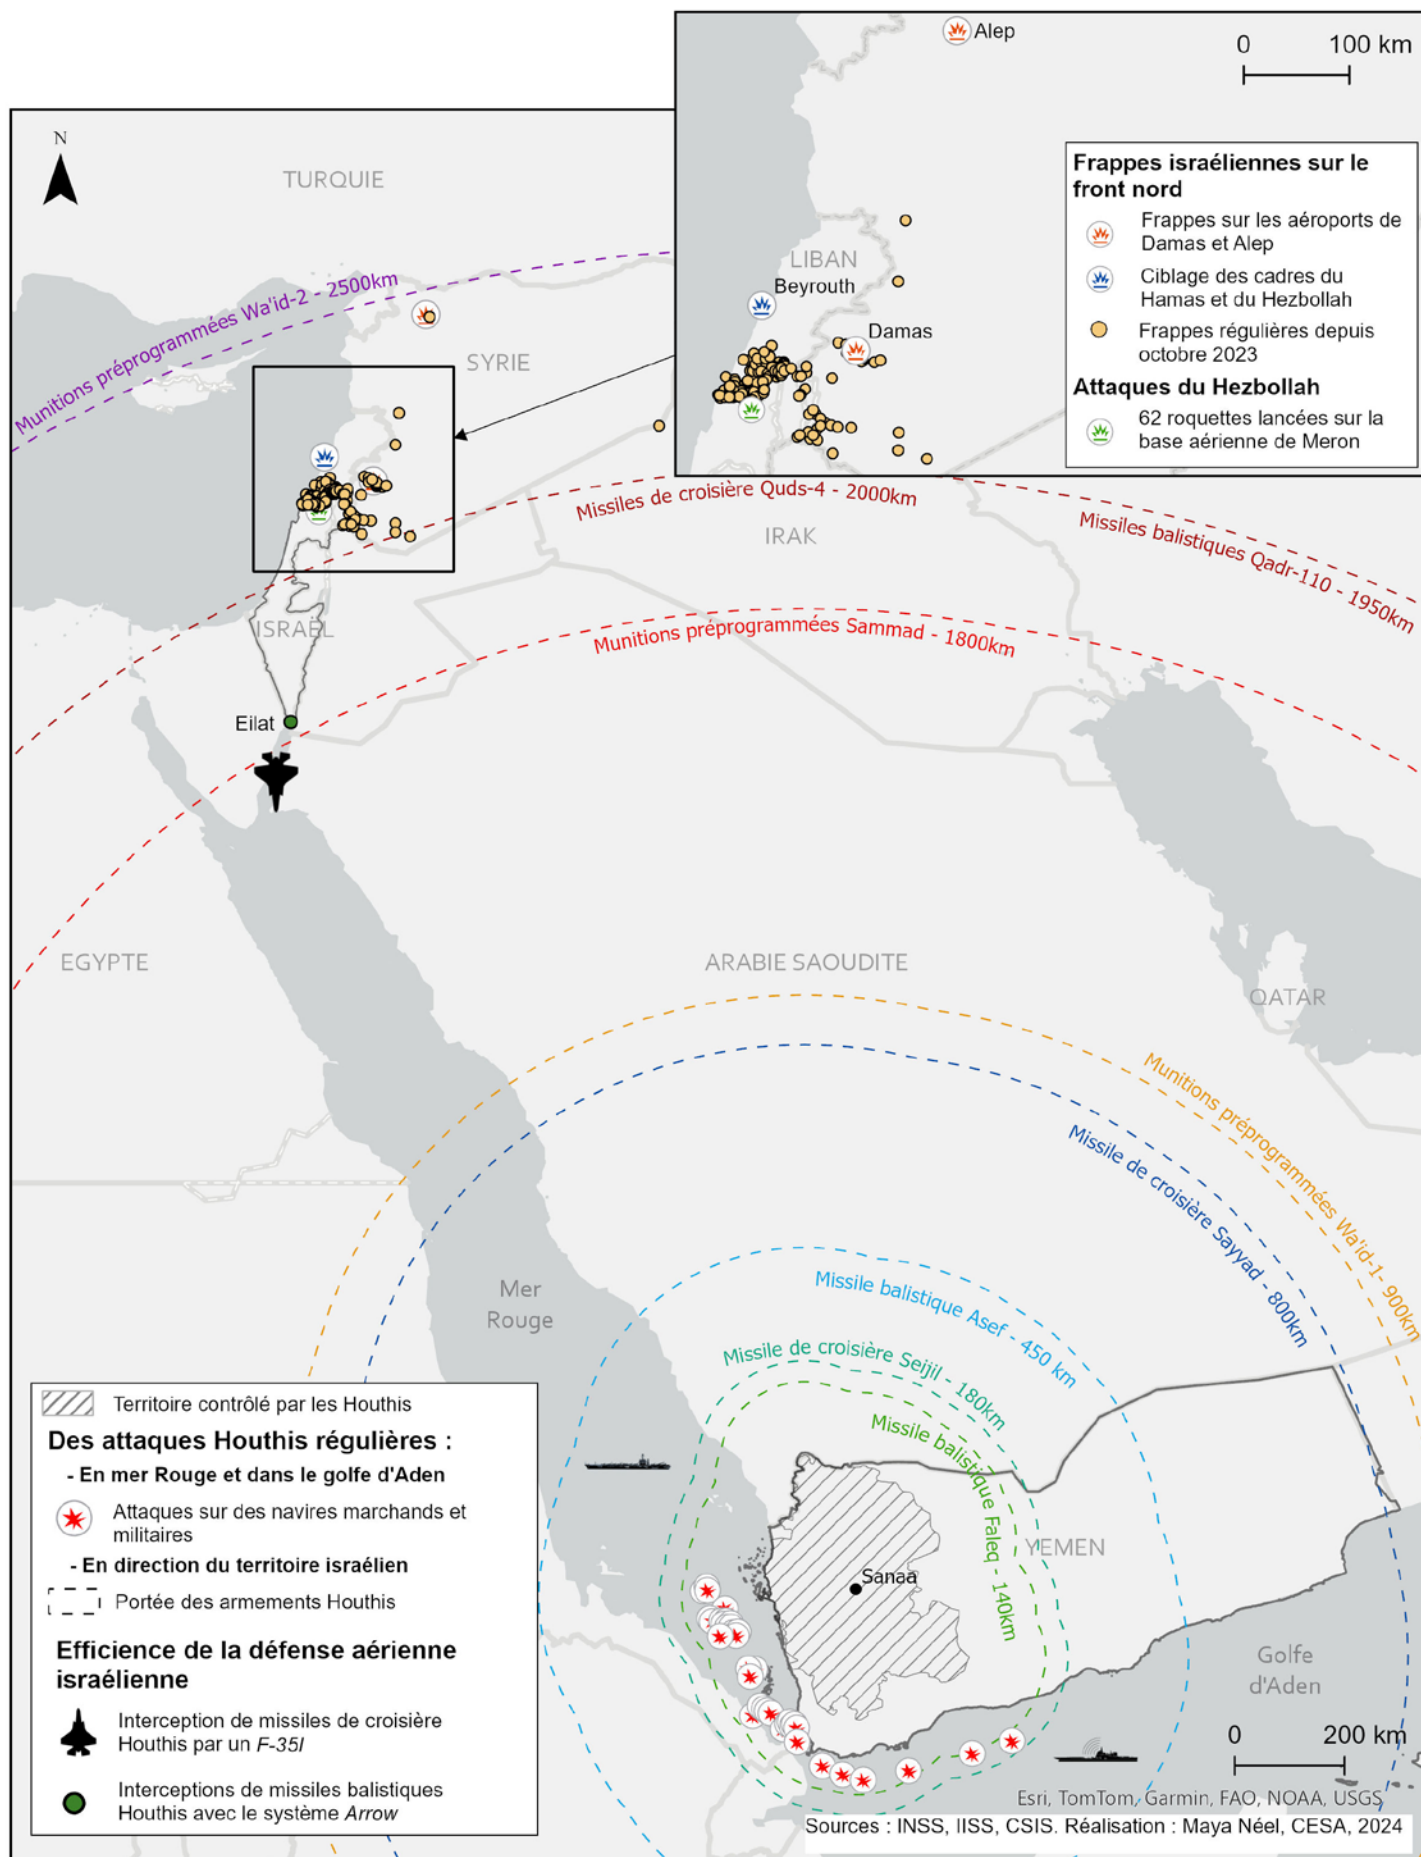 Alep
0 100 km
Frappes israéliennes sur le
front nord
Frappes sur les aéroports de
Damas et Alep
Ciblage des cadres du
Hamas et du Hezbollah
Frappes régulières depuis
octobre 2023
Attaques du Hezbollah
62 roquettes lancées sur la
base aérienne de Meron
LIBAN
Beyrouth
Damas
N
TURQUIE
Munitions préprogrammées Wa'id-2 - 2500km
SYRIE
Missiles de croisière Quds-4 - 2000km
Missiles balistiques Qadr-110 - 1950km
IRAK
Munitions préprogrammées Sammad - 1800km
ISRAËL
Eilat
EGYPTE
ARABIE SAOUDITE
QATAR
Munitions préprogrammées Wa'id-1- 900km
Missile de croisière Sayyad - 800km
Mer
Rouge
Missile balistique Asef - 450 km
Missile de croisière Seijil - 180km
Missile balistique Faleq - 140km
YEMEN
Sanaa
Golfe
d'Aden
0 200 km
Territoire contrôlé par les Houthis
Des attaques Houthis régulières :
- En mer Rouge et dans le golfe d'Aden
Attaques sur des navires marchands et
militaires
- En direction du territoire israélien
Portée des armements Houthis
Efficience de la défense aérienne
israélienne
Interception de missiles de croisière
Houthis par un F-35I
Interceptions de missiles balistiques
Houthis avec le système Arrow
Esri, TomTom, Garmin, FAO, NOAA, USGS
Sources : INSS, IISS, CSIS. Réalisation : Maya Néel, CESA, 2024